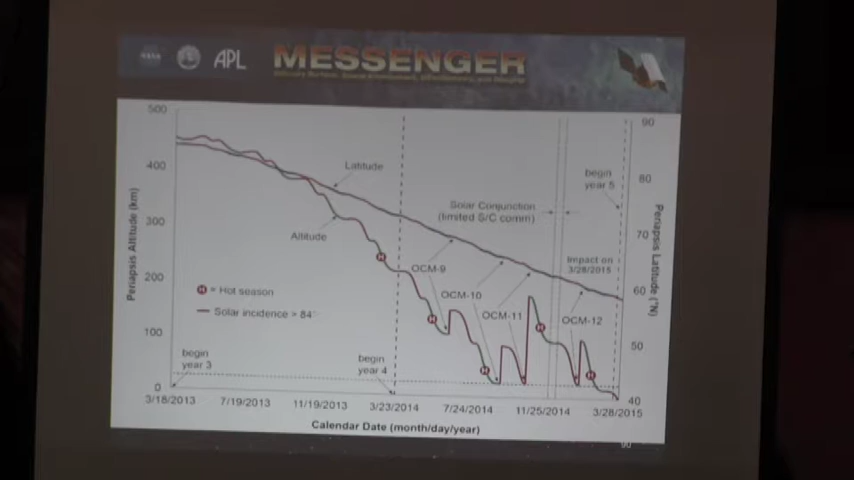 NASA
APL
MESSENGER
500
400
300
200
100
0
Periapsis Altitude (km)
90
80
70
60
50
40
Periapsis Latitude (°N)
Latitude
Altitude
Solar Conjunction
(limited S/C comm)
begin
year 5
Impact on
3/28/2015
OCM-9
OCM-10
OCM-11
OCM-12
H = Hot season
Solar incidence > 84°
H
H
H
H
H
begin
year 3
begin
year 4
3/18/2013
7/19/2013
11/19/2013
3/23/2014
7/24/2014
11/25/2014
3/28/2015
Calendar Date (month/day/year)